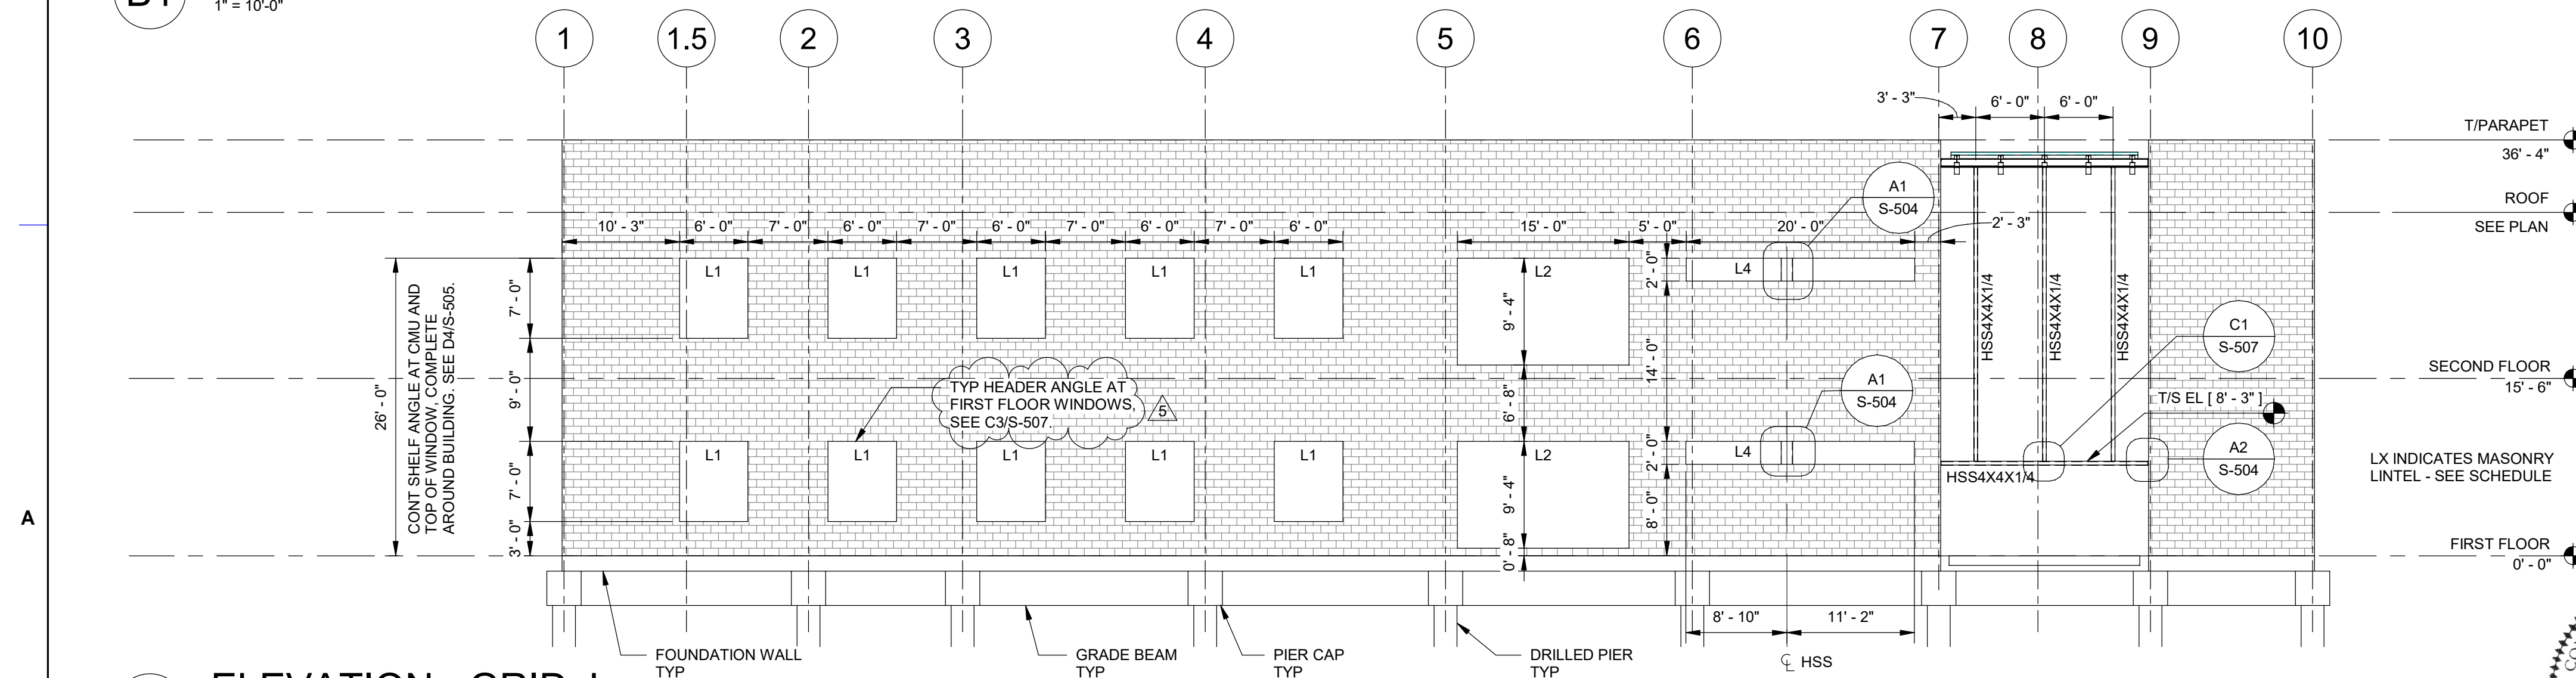 1" = 10'-0"
1
1.5
2
3
4
5
6
7
8
9
10
3' - 3"
6' - 0"
6' - 0"
T/PARAPET
36' - 4"
A1
S-504
ROOF
SEE PLAN
10' - 3"
6' - 0"
7' - 0"
6' - 0"
7' - 0"
6' - 0"
7' - 0"
6' - 0"
7' - 0"
6' - 0"
15' - 0"
5' - 0"
20' - 0"
2' - 3"
L1
L1
L1
L1
L1
L2
L4
2' - 0"
7' - 0"
9' - 4"
HSS4X4X1/4
HSS4X4X1/4
HSS4X4X1/4
C1
S-507
26' - 0"
CONT SHELF ANGLE AT CMU AND
TOP OF WINDOW, COMPLETE
AROUND BUILDING. SEE D4/S-505.
9' - 0"
TYP HEADER ANGLE AT
FIRST FLOOR WINDOWS,
SEE C3/S-507.
5
6' - 8"
14' - 0"
A1
S-504
SECOND FLOOR
15' - 6"
T/S EL [ 8' - 3" ]
L1
L1
L1
L1
L1
L2
L4
2' - 0"
A2
S-504
HSS4X4X1/4
LX INDICATES MASONRY
LINTEL - SEE SCHEDULE
A
7' - 0"
9' - 4"
8' - 0"
3' - 0"
0' - 8"
FIRST FLOOR
0' - 0"
8' - 10"
11' - 2"
FOUNDATION WALL
TYP
GRADE BEAM
TYP
PIER CAP
TYP
DRILLED PIER
TYP
CL HSS